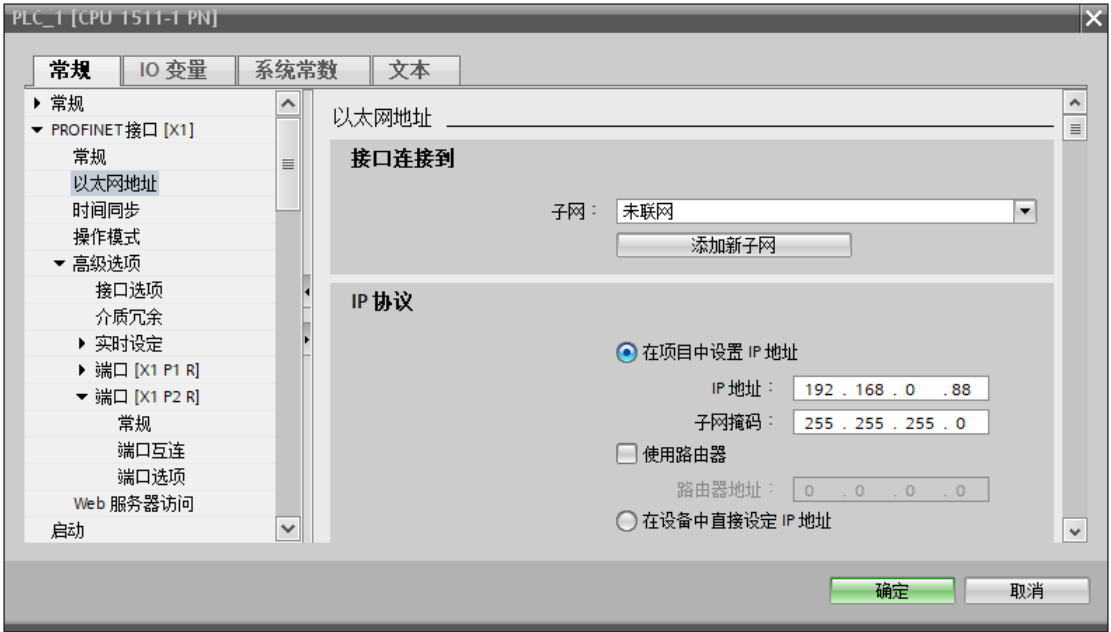 PLC_1 [CPU 1511-1 PN]
常规 IO 变量 系统常数 文本
常规
PROFINET接口 [X1]
常规
以太网地址
时间同步
操作模式
高级选项
接口选项
介质冗余
实时设定
端口 [X1 P1 R]
端口 [X1 P2 R]
常规
端口互连
端口选项
Web 服务器访问
启动
以太网地址
接口连接到
子网： 未联网
添加新子网
IP 协议
在项目中设置 IP 地址
IP 地址： 192 . 168 . 0 . 88
子网掩码： 255 . 255 . 255 . 0
使用路由器
路由器地址： 0 . 0 . 0 . 0
在设备中直接设定 IP 地址
确定 取消